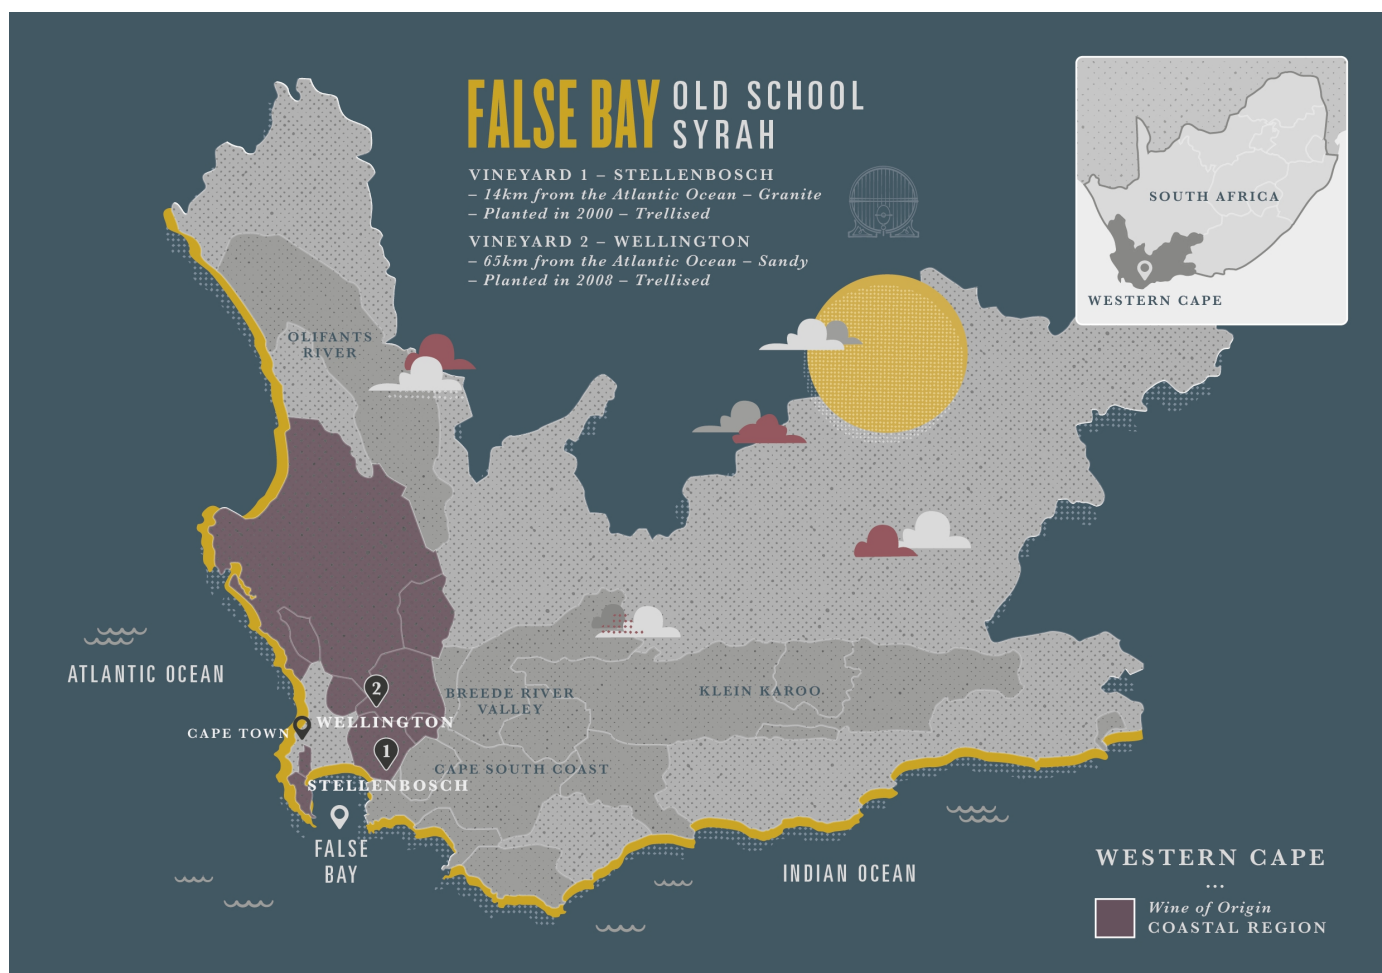 FALSE BAY OLD SCHOOL
SYRAH
VINEYARD 1 – STELLENBOSCH
– 14km from the Atlantic Ocean – Granite
– Planted in 2000 – Trellised
VINEYARD 2 – WELLINGTON
– 65km from the Atlantic Ocean – Sandy
– Planted in 2008 – Trellised
SOUTH AFRICA
WESTERN CAPE
OLIFANTS
RIVER
ATLANTIC OCEAN
2
BREEDE RIVER
VALLEY
KLEIN KAROO
WELLINGTON
CAPE TOWN
1
CAPE SOUTH COAST
STELLENBOSCH
FALSE
BAY
INDIAN OCEAN
WESTERN CAPE
...
Wine of Origin
COASTAL REGION